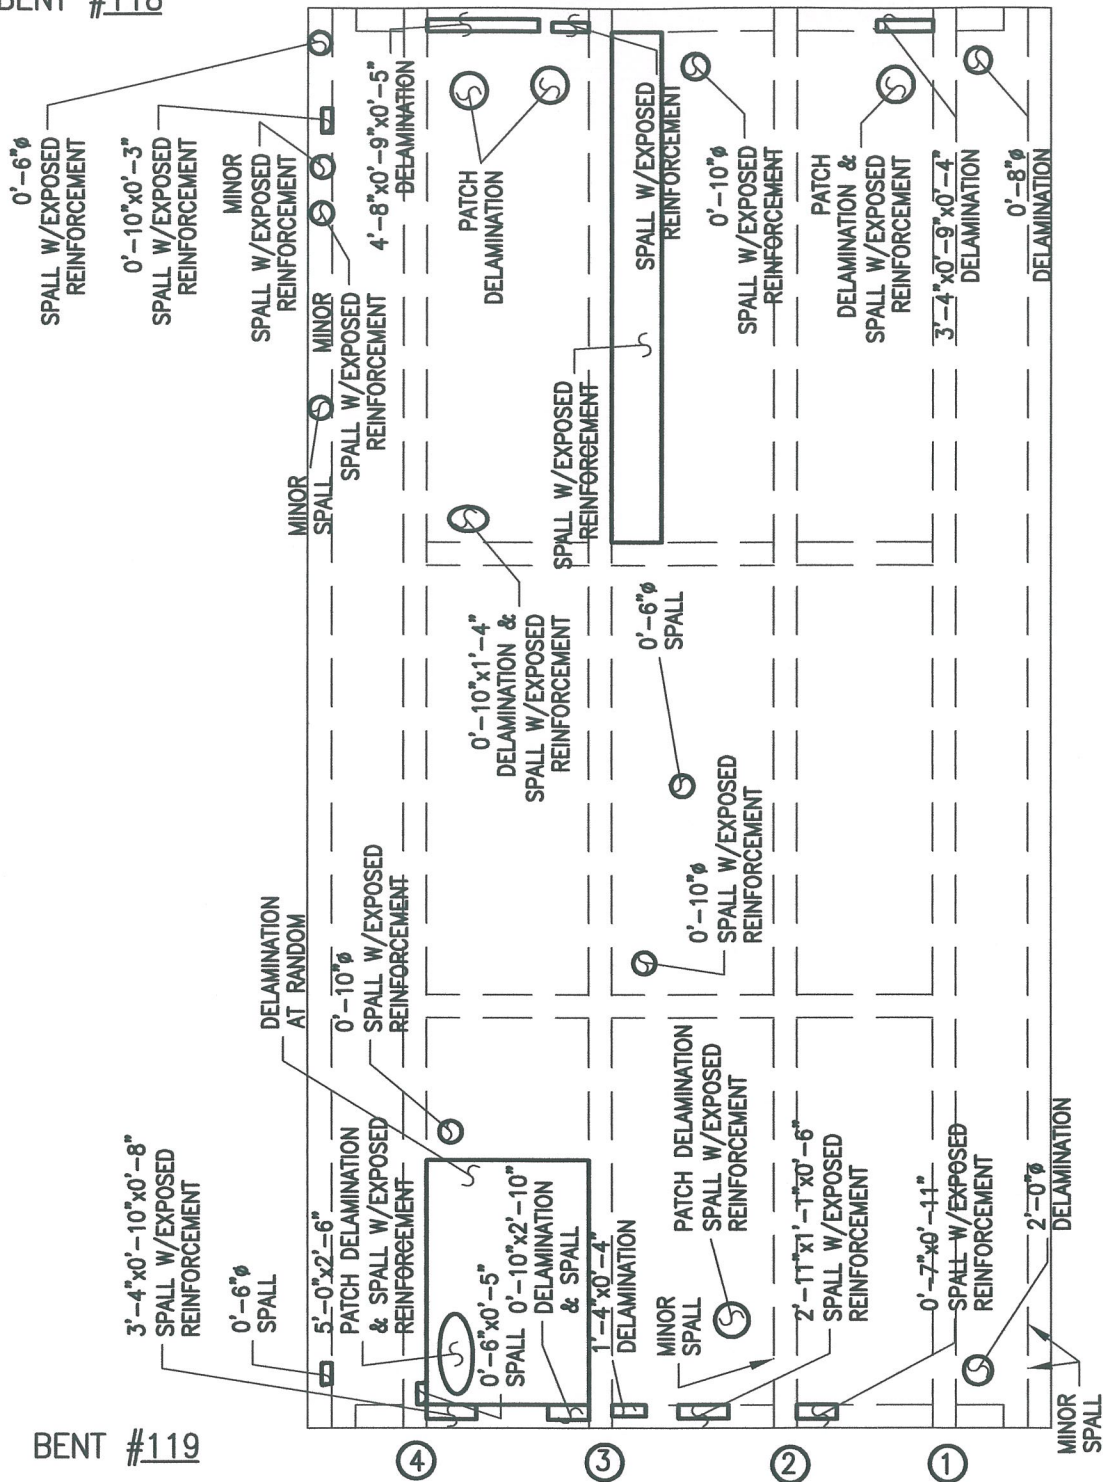 BENT #118
0'-6"ø
SPALL W/EXPOSED
REINFORCEMENT
0'-10"x0'-3"
SPALL W/EXPOSED
REINFORCEMENT
MINOR
SPALL W/EXPOSED
REINFORCEMENT
MINOR
SPALL W/EXPOSED
REINFORCEMENT
MINOR
SPALL
4'-8"x0'-9"x0'-5"
DELAMINATION
PATCH
DELAMINATION
SPALL W/EXPOSED
REINFORCEMENT
SPALL W/EXPOSED
REINFORCEMENT
0'-10"ø
SPALL W/EXPOSED
REINFORCEMENT
PATCH
DELAMINATION &
SPALL W/EXPOSED
REINFORCEMENT
3'-4"x0'-9"x0'-4"
DELAMINATION
0'-8"ø
DELAMINATION
0'-10"x1'-4"
DELAMINATION &
SPALL W/EXPOSED
REINFORCEMENT
0'-6"ø
SPALL
0'-10"ø
SPALL W/EXPOSED
REINFORCEMENT
DELAMINATION
AT RANDOM
0'-10"ø
SPALL W/EXPOSED
REINFORCEMENT
3'-4"x0'-10"x0'-8"
SPALL W/EXPOSED
REINFORCEMENT
0'-6"ø
SPALL
5'-0"x2'-6"
PATCH DELAMINATION
& SPALL W/EXPOSED
REINFORCEMENT
0'-6"x0'-5"
SPALL
0'-10"x2'-10"
DELAMINATION
& SPALL
1'-4"x0'-4"
DELAMINATION
PATCH DELAMINATION
SPALL W/EXPOSED
REINFORCEMENT
MINOR
SPALL
2'-11"x1'-1"x0'-6"
SPALL W/EXPOSED
REINFORCEMENT
0'-7"x0'-11"
SPALL W/EXPOSED
REINFORCEMENT
2'-0"ø
DELAMINATION
MINOR
SPALL
BENT #119
4
3
2
1